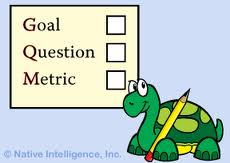 Goal
Question
Metric
© Native Intelligence, Inc.